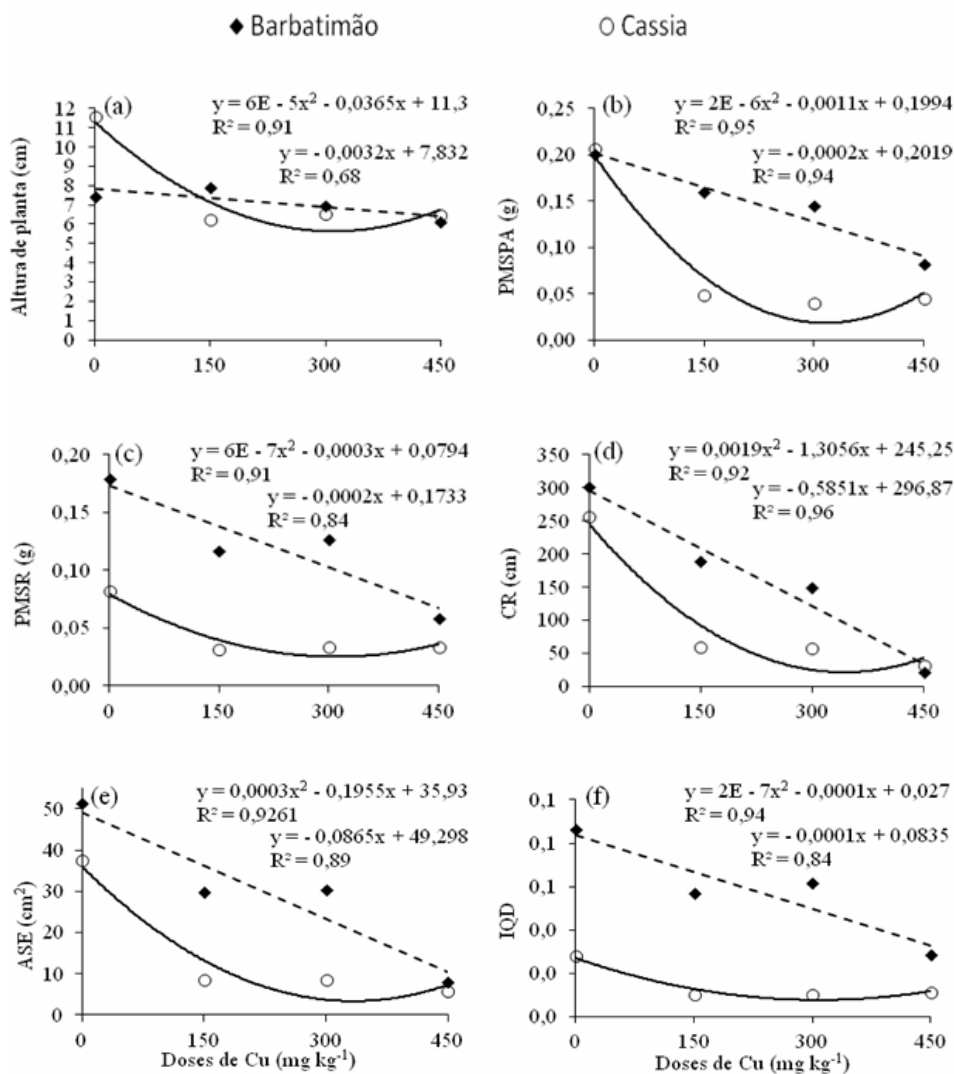 Barbatimão Cassia
(a)
y = 6E - 5x² - 0,0365x + 11,3
R² = 0,91
y = - 0,0032x + 7,832
R² = 0,68
Altura de planta (cm)
12
11
10
9
8
7
6
5
4
3
2
1
0
0 150 300 450
(b)
y = 2E - 6x² - 0,0011x + 0,1994
R² = 0,95
y = - 0,0002x + 0,2019
R² = 0,94
PMSPA (g)
0,25
0,20
0,15
0,10
0,05
0,00
0 150 300 450
(c)
y = 6E - 7x² - 0,0003x + 0,0794
R² = 0,91
y = - 0,0002x + 0,1733
R² = 0,84
PMSR (g)
0,20
0,15
0,10
0,05
0,00
0 150 300 450
(d)
y = 0,0019x² - 1,3056x + 245,25
R² = 0,92
y = - 0,5851x + 296,87
R² = 0,96
CR (cm)
350
300
250
200
150
100
50
0
0 150 300 450
(e)
y = 0,0003x² - 0,1955x + 35,93
R² = 0,9261
y = - 0,0865x + 49,298
R² = 0,89
ASE (cm²)
50
40
30
20
10
0
0 150 300 450
Doses de Cu (mg kg⁻¹)
(f)
y = 2E - 7x² - 0,0001x + 0,027
R² = 0,94
y = - 0,0001x + 0,0835
R² = 0,84
IQD
0,1
0,1
0,1
0,0
0,0
0,0
0 150 300 450
Doses de Cu (mg kg⁻¹)